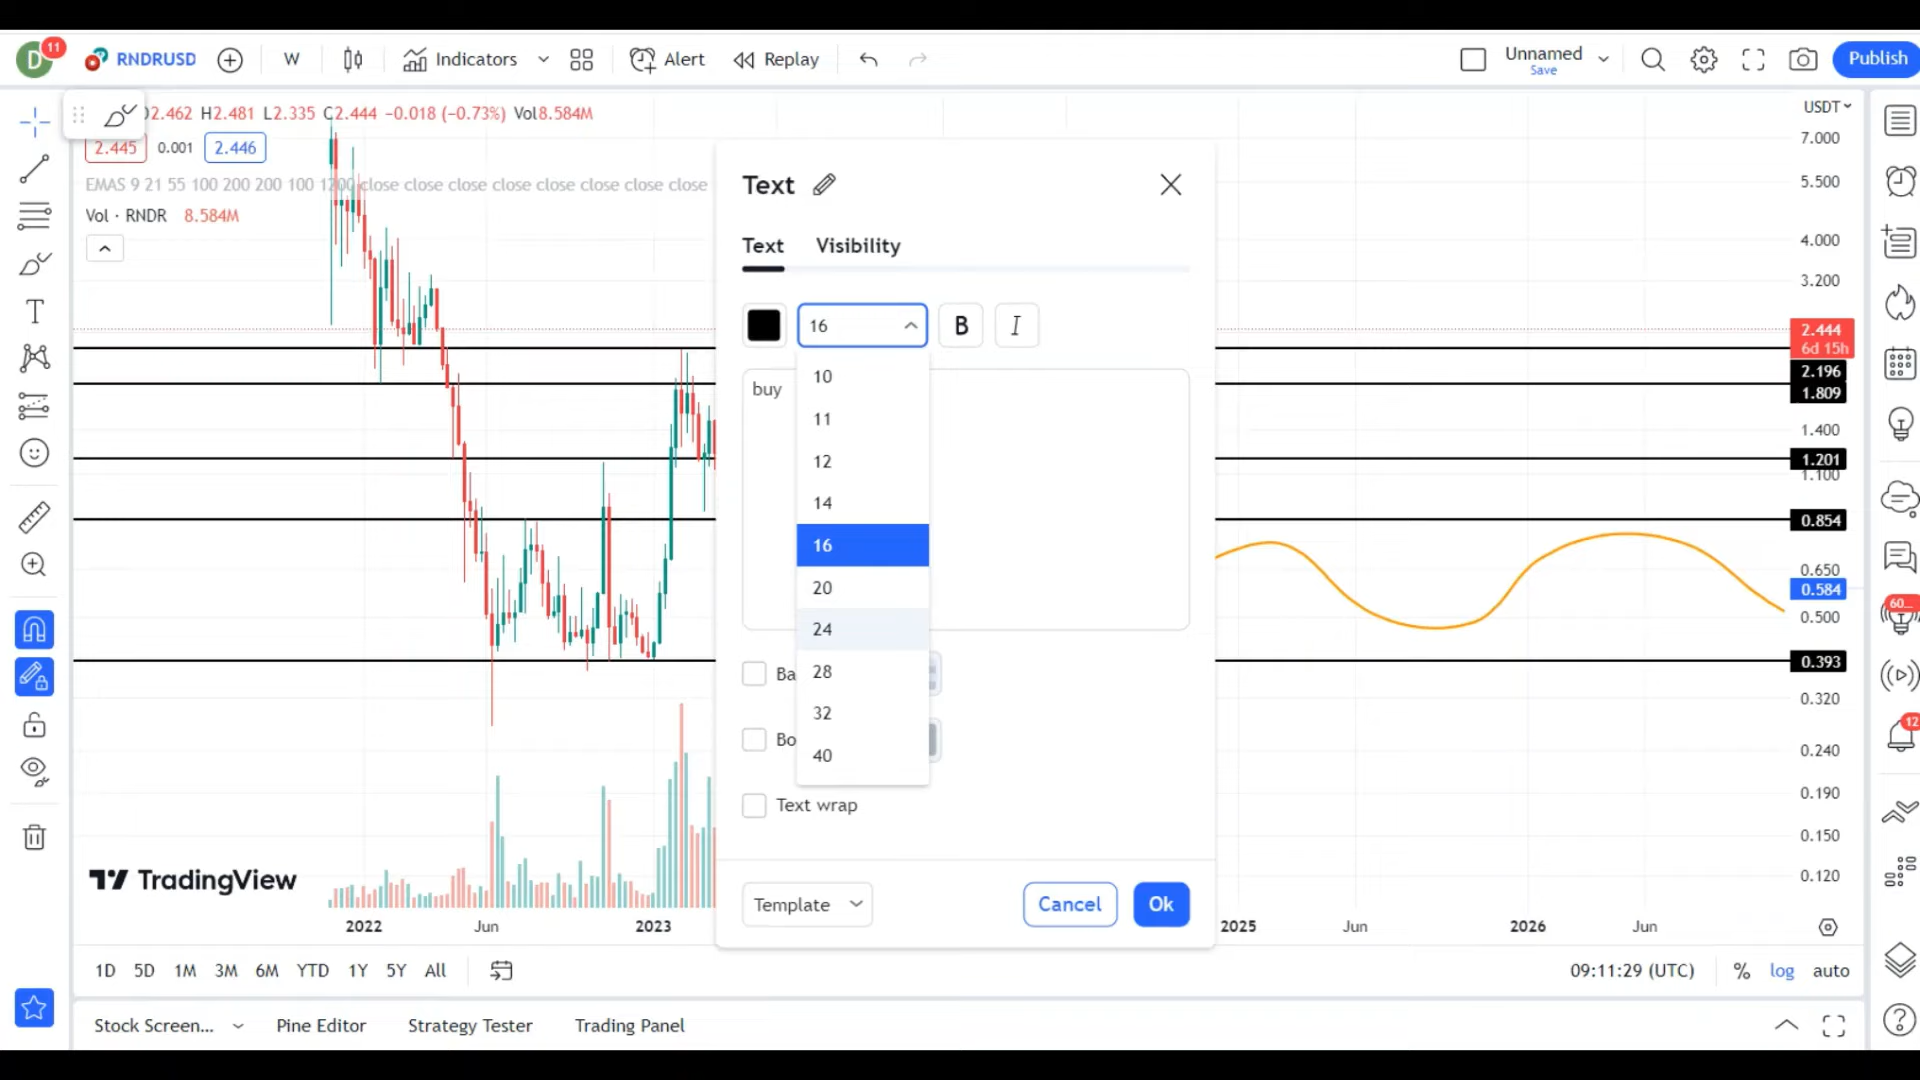 D
11
RNDRUSD
W
Indicators
Alert
Replay
Unnamed
Save
Publish
2.462 H2.481 L2.335 C2.444 −0.018 (−0.73%) Vol8.584M
2.445 0.001 2.446
EMAS 9 21 55 100 200 200 100 1200 close close close close close close close close
Vol · RNDR 8.584M
USDT
7.000
5.500
4.000
3.200
2.444
6d 15h
2.196
1.809
1.400
1.201
1.100
0.854
0.650
0.584
0.500
0.393
0.320
0.240
0.190
0.150
0.120
Text
Text Visibility
16
B I
buy
10
11
12
14
16
20
24
28
32
40
Ba
Bo
Text wrap
Template
Cancel Ok
T
60...
12
TradingView
2022 Jun 2023 2025 Jun 2026 Jun
1D 5D 1M 3M 6M YTD 1Y 5Y All
09:11:29 (UTC) % log auto
Stock Screen... Pine Editor Strategy Tester Trading Panel